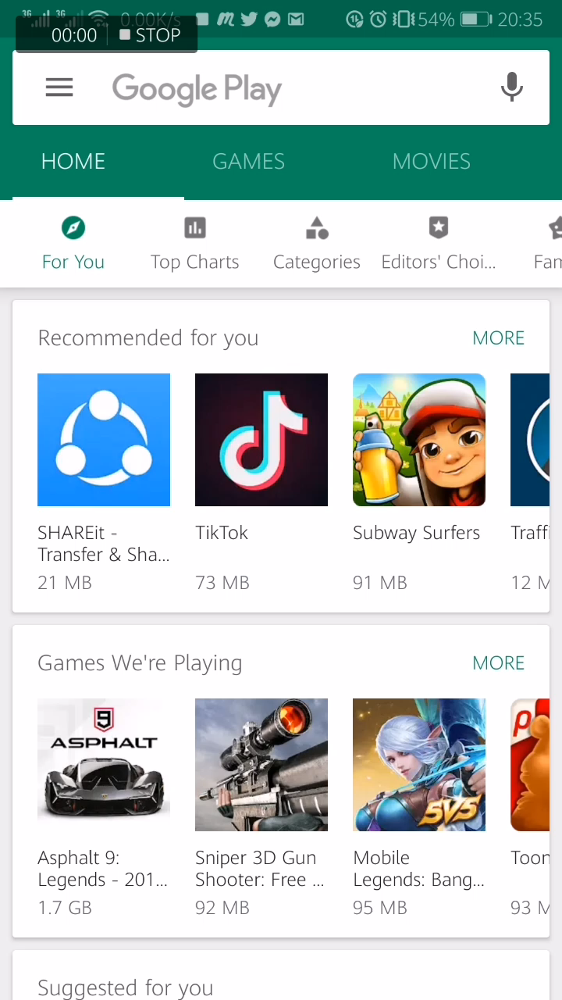 3G 3G 0.00K/s 54% 20:35
00:00 STOP
Google Play
HOME GAMES MOVIES
For You Top Charts Categories Editors' Choi... Fam
Recommended for you MORE
SHAREit -
Transfer & Sha...
21 MB
TikTok
73 MB
Subway Surfers
91 MB
Traffi
12 M
Games We're Playing MORE
9
ASPHALT
5V5
Asphalt 9:
Legends - 201...
1.7 GB
Sniper 3D Gun
Shooter: Free ...
92 MB
Mobile
Legends: Bang...
95 MB
Toon
93 M
Suggested for you